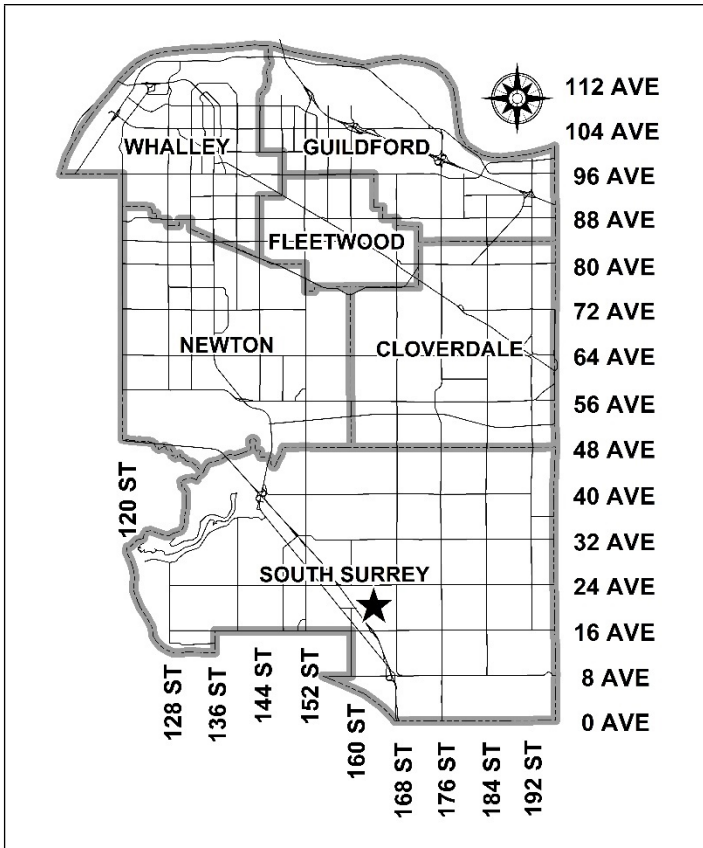 112 AVE
104 AVE
WHALLEY
GUILDFORD
96 AVE
88 AVE
FLEETWOOD
80 AVE
72 AVE
NEWTON
CLOVERDALE
64 AVE
56 AVE
48 AVE
120 ST
40 AVE
32 AVE
SOUTH SURREY
24 AVE
16 AVE
128 ST
136 ST
144 ST
152 ST
160 ST
8 AVE
0 AVE
168 ST
176 ST
184 ST
192 ST